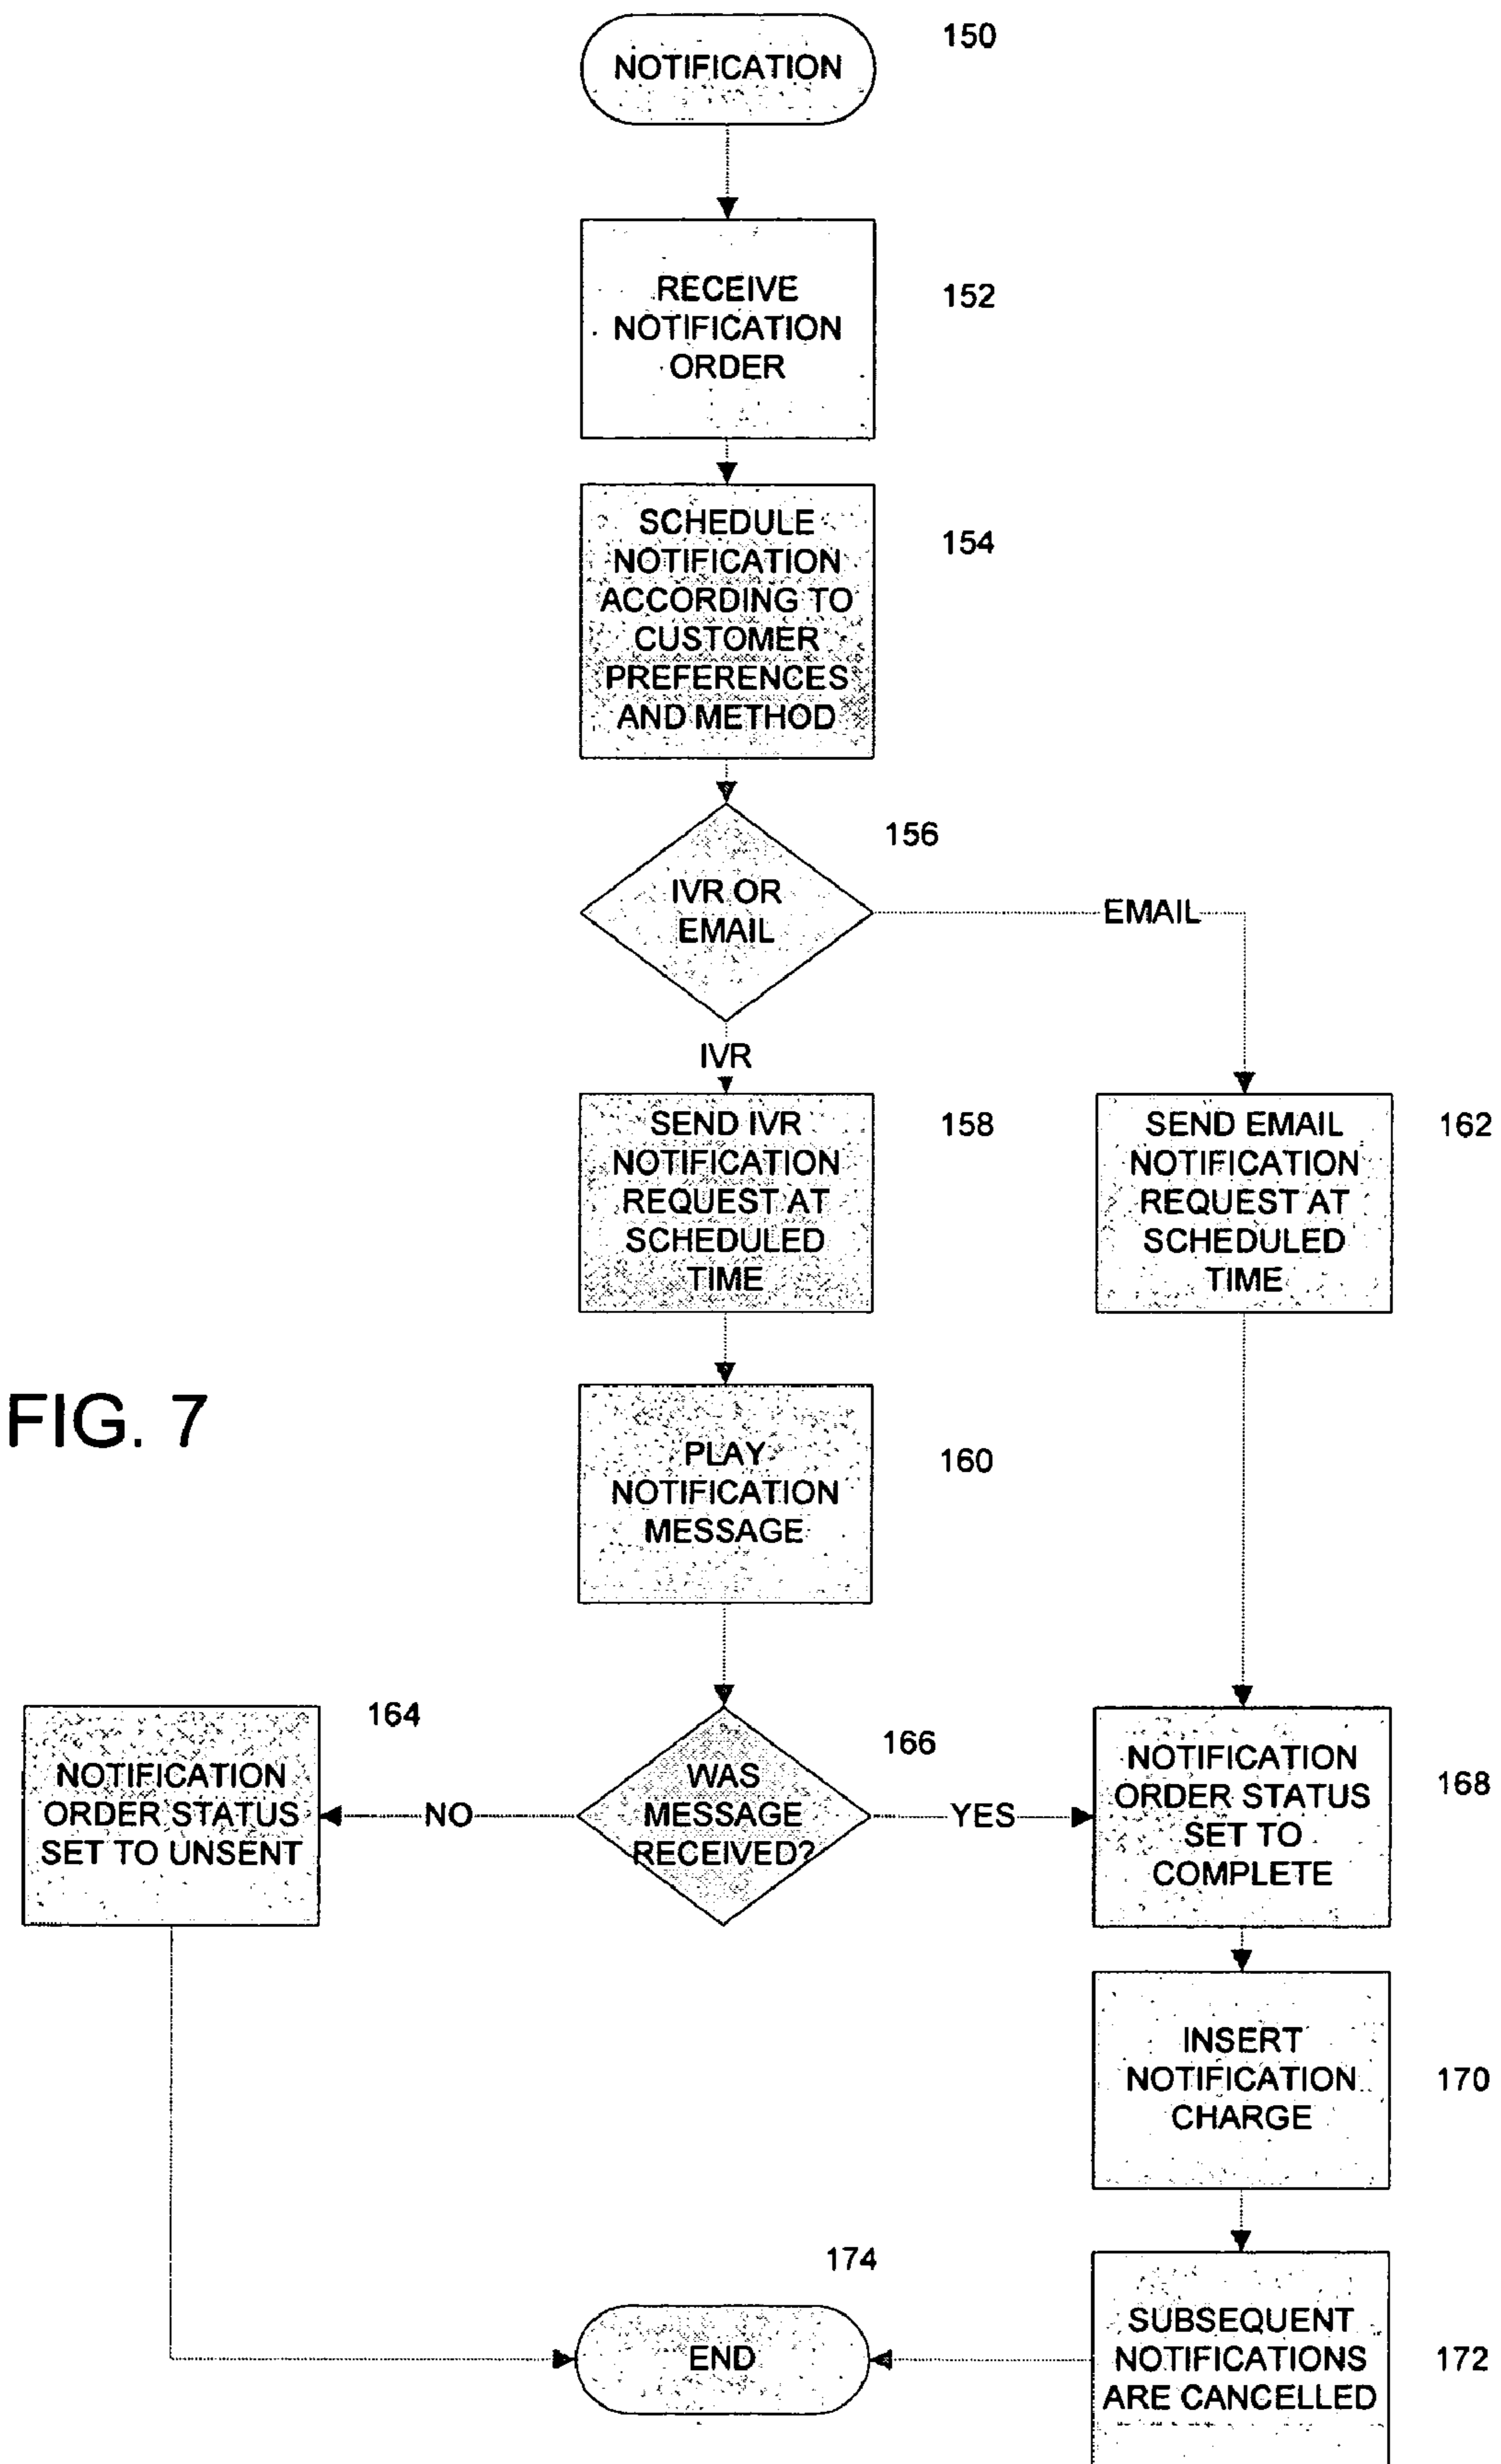 NOTIFICATION
150
RECEIVE
NOTIFICATION
ORDER
152
SCHEDULE
NOTIFICATION
ACCORDING TO
CUSTOMER
PREFERENCES
AND METHOD
154
IVR OR
EMAIL
156
EMAIL
IVR
SEND IVR
NOTIFICATION
REQUEST AT
SCHEDULED
TIME
158
SEND EMAIL
NOTIFICATION
REQUEST AT
SCHEDULED
TIME
162
FIG. 7
PLAY
NOTIFICATION
MESSAGE
160
NOTIFICATION
ORDER STATUS
SET TO UNSENT
164
NO
WAS
MESSAGE
RECEIVED?
166
YES
NOTIFICATION
ORDER STATUS
SET TO
COMPLETE
168
INSERT
NOTIFICATION
CHARGE
170
SUBSEQUENT
NOTIFICATIONS
ARE CANCELLED
172
END
174